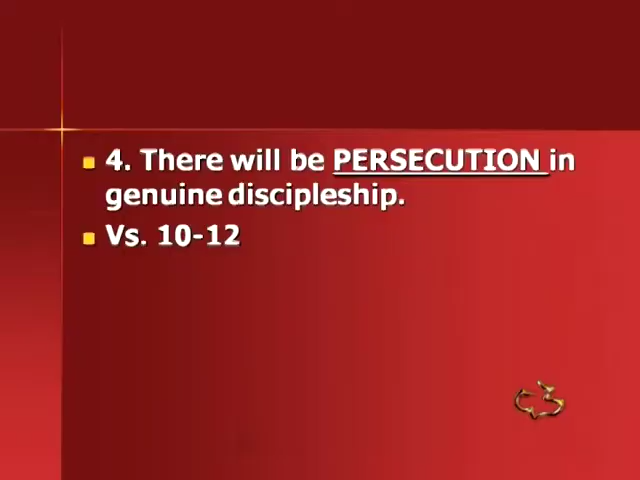 4. There will be PERSECUTION in
genuine discipleship.
Vs. 10-12